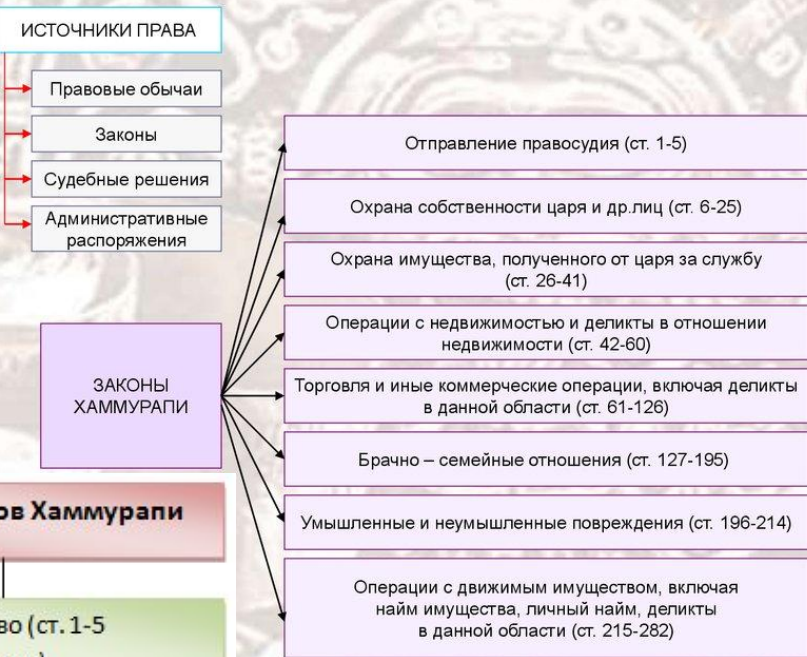 ИСТОЧНИКИ ПРАВА
Правовые обычаи
Законы
Судебные решения
Административные
распоряжения
ЗАКОНЫ
ХАММУРАПИ
Отправление правосудия (ст. 1-5)
Охрана собственности царя и др.лиц (ст. 6-25)
Охрана имущества, полученного от царя за службу
(ст. 26-41)
Операции с недвижимостью и деликты в отношении
недвижимости (ст. 42-60)
Торговля и иные коммерческие операции, включая деликты
в данной области (ст. 61-126)
Брачно – семейные отношения (ст. 127-195)
Умышленные и неумышленные повреждения (ст. 196-214)
Операции с движимым имуществом, включая
найм имущества, личный найм, деликты
в данной области (ст. 215-282)
ов Хаммурапи
во (ст. 1-5